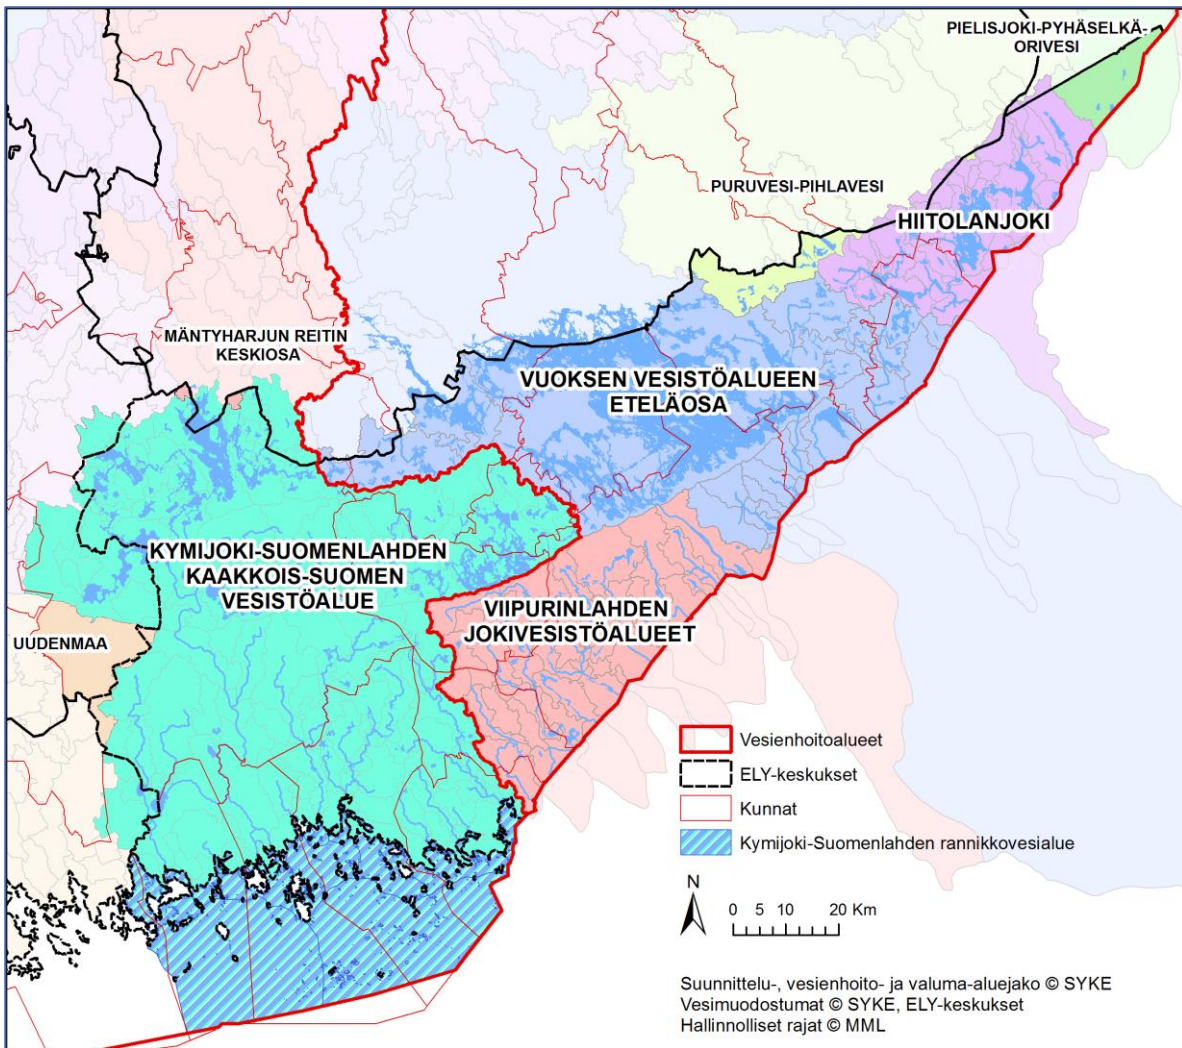 PIELISJOKI-PYHÄSELKÄ-
ORIVESI
PURUVESI-PIHLAVESI
HIITOLANJOKI
MÄNTYHARJUN REITIN
KESKIOSA
VUOKSEN VESISTÖALUEEN
ETELÄOSA
KYMIJOKI-SUOMENLAHDEN
KAAKKOIS-SUOMEN
VESISTÖALUE
VIIPURINLAHDEN
JOKIVESISTÖALUEET
UUDENMAA
Vesienhoitoalueet
ELY-keskukset
Kunnat
Kymijoki-Suomenlahden rannikkovesialue
N
0 5 10 20 Km
Suunnittelu-, vesienhoito- ja valuma-aluejako © SYKE
Vesimuodostumat © SYKE, ELY-keskukset
Hallinnolliset rajat © MML